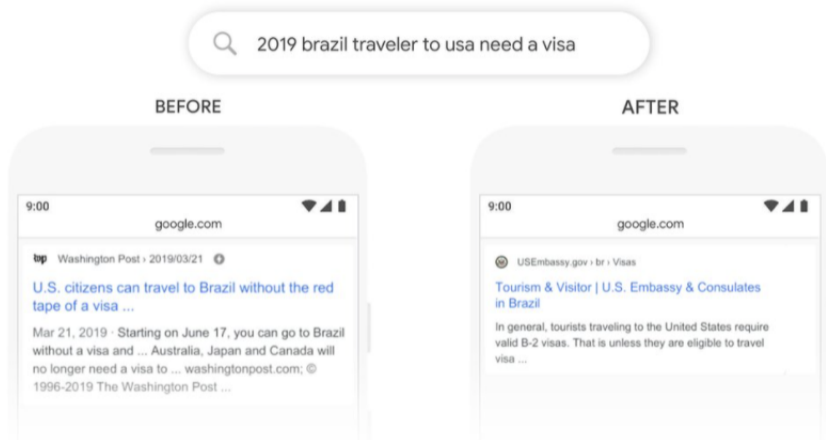 2019 brazil traveler to usa need a visa
BEFORE
9:00
google.com
wp Washington Post › 2019/03/21
U.S. citizens can travel to Brazil without the red
tape of a visa ...
Mar 21, 2019 · Starting on June 17, you can go to Brazil
without a visa and ... Australia, Japan and Canada will
no longer need a visa to ... washingtonpost.com; ©
1996-2019 The Washington Post ...
AFTER
9:00
google.com
USEmbassy.gov › br › Visas
Tourism & Visitor | U.S. Embassy & Consulates
in Brazil
In general, tourists traveling to the United States require
valid B-2 visas. That is unless they are eligible to travel
visa ...